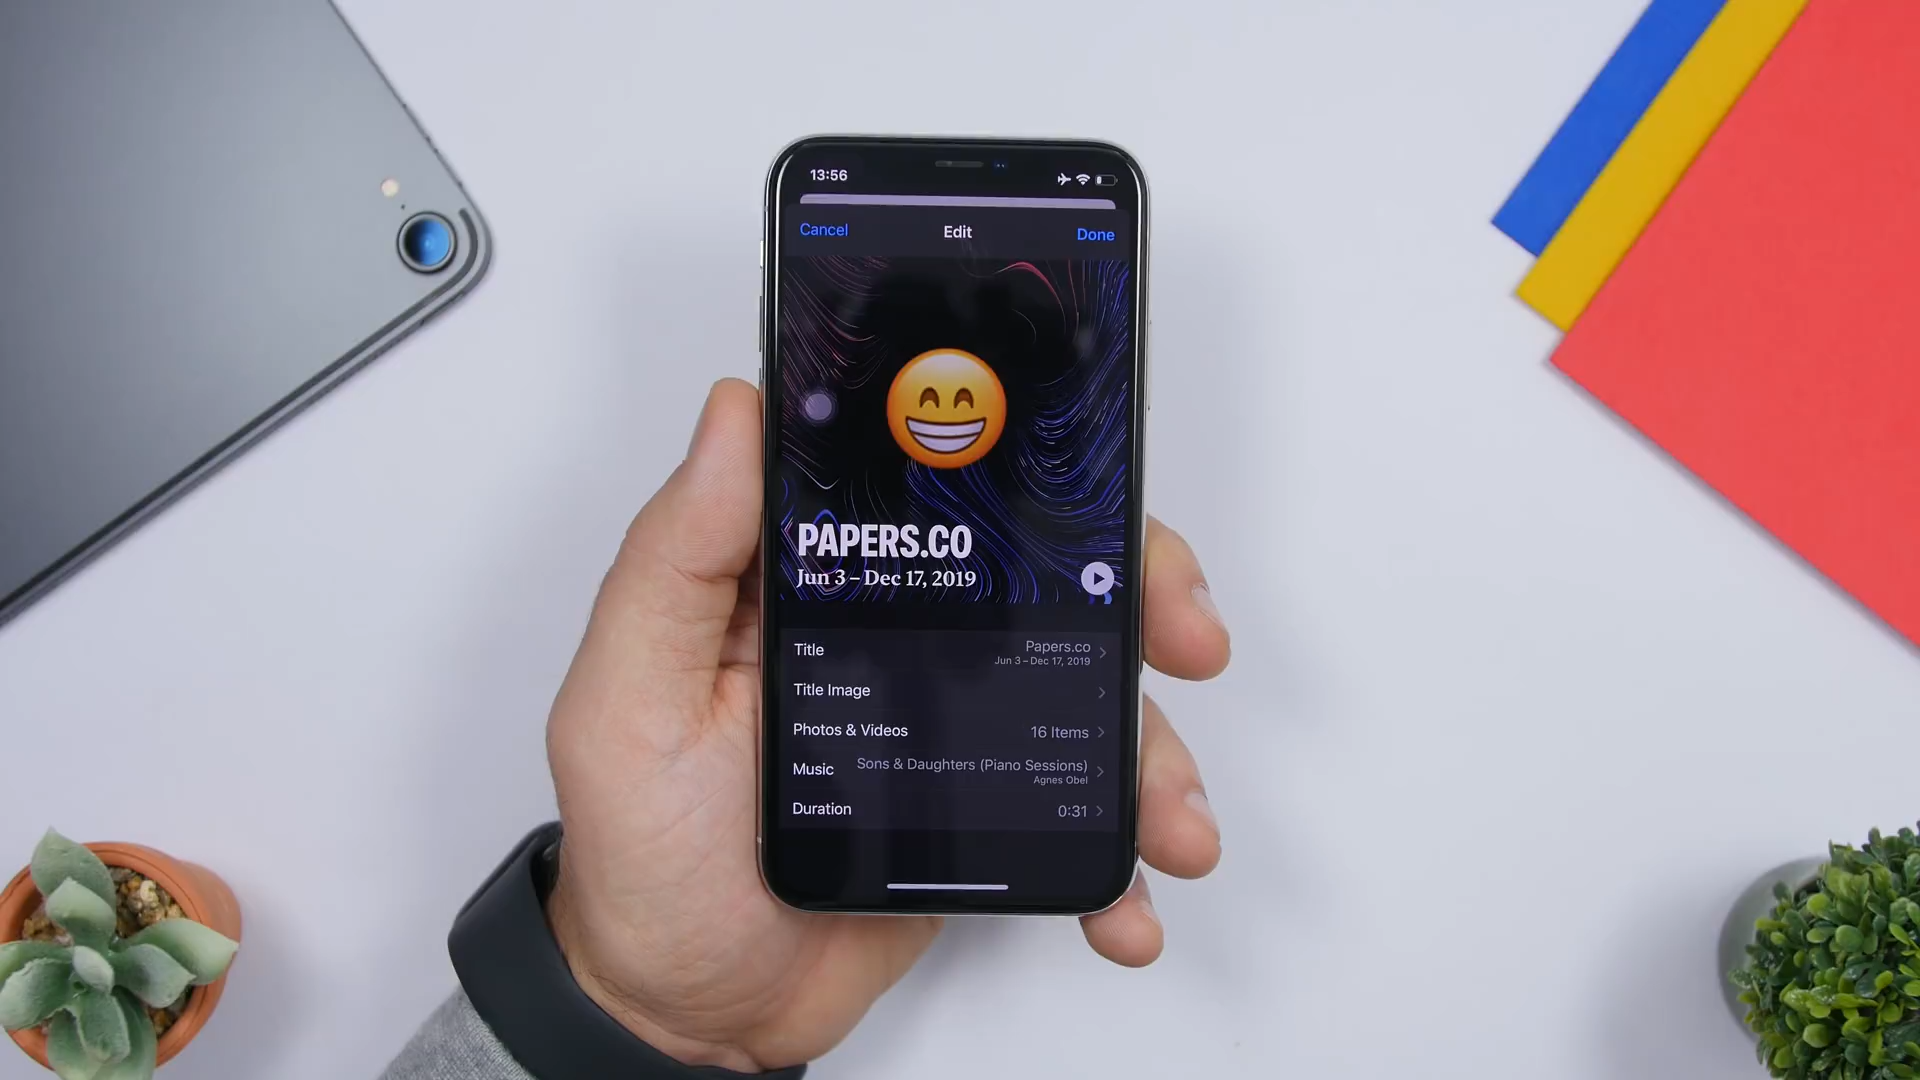 13:56
Cancel
Edit
Done
PAPERS.CO
Jun 3 – Dec 17, 2019
Title
Papers.co
Jun 3 – Dec 17, 2019
Title Image
Photos & Videos
16 Items
Music
Sons & Daughters (Piano Sessions)
Agnes Obel
Duration
0:31